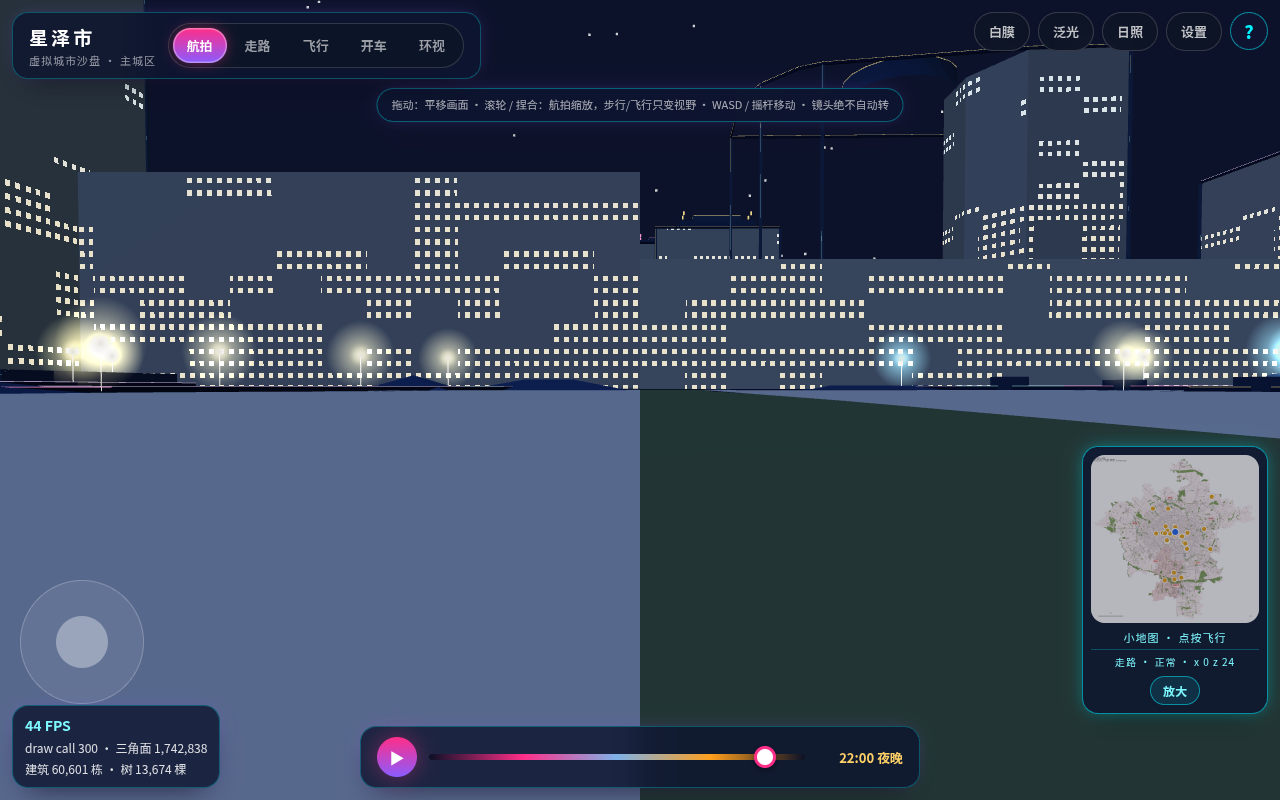 星泽市
虚拟城市沙盘 · 主城区
航拍
走路
飞行
开车
环视
白膜
泛光
日照
设置
?
拖动：平移画面 · 滚轮 / 捏合：航拍缩放，步行/飞行只变视野 · WASD / 摇杆移动 · 镜头绝不自动转
小地图 · 点按飞行
走路 · 正常 · x 0 z 24
放大
44 FPS
draw call 300 · 三角面 1,742,838
建筑 60,601 栋 · 树 13,674 棵
22:00 夜晚